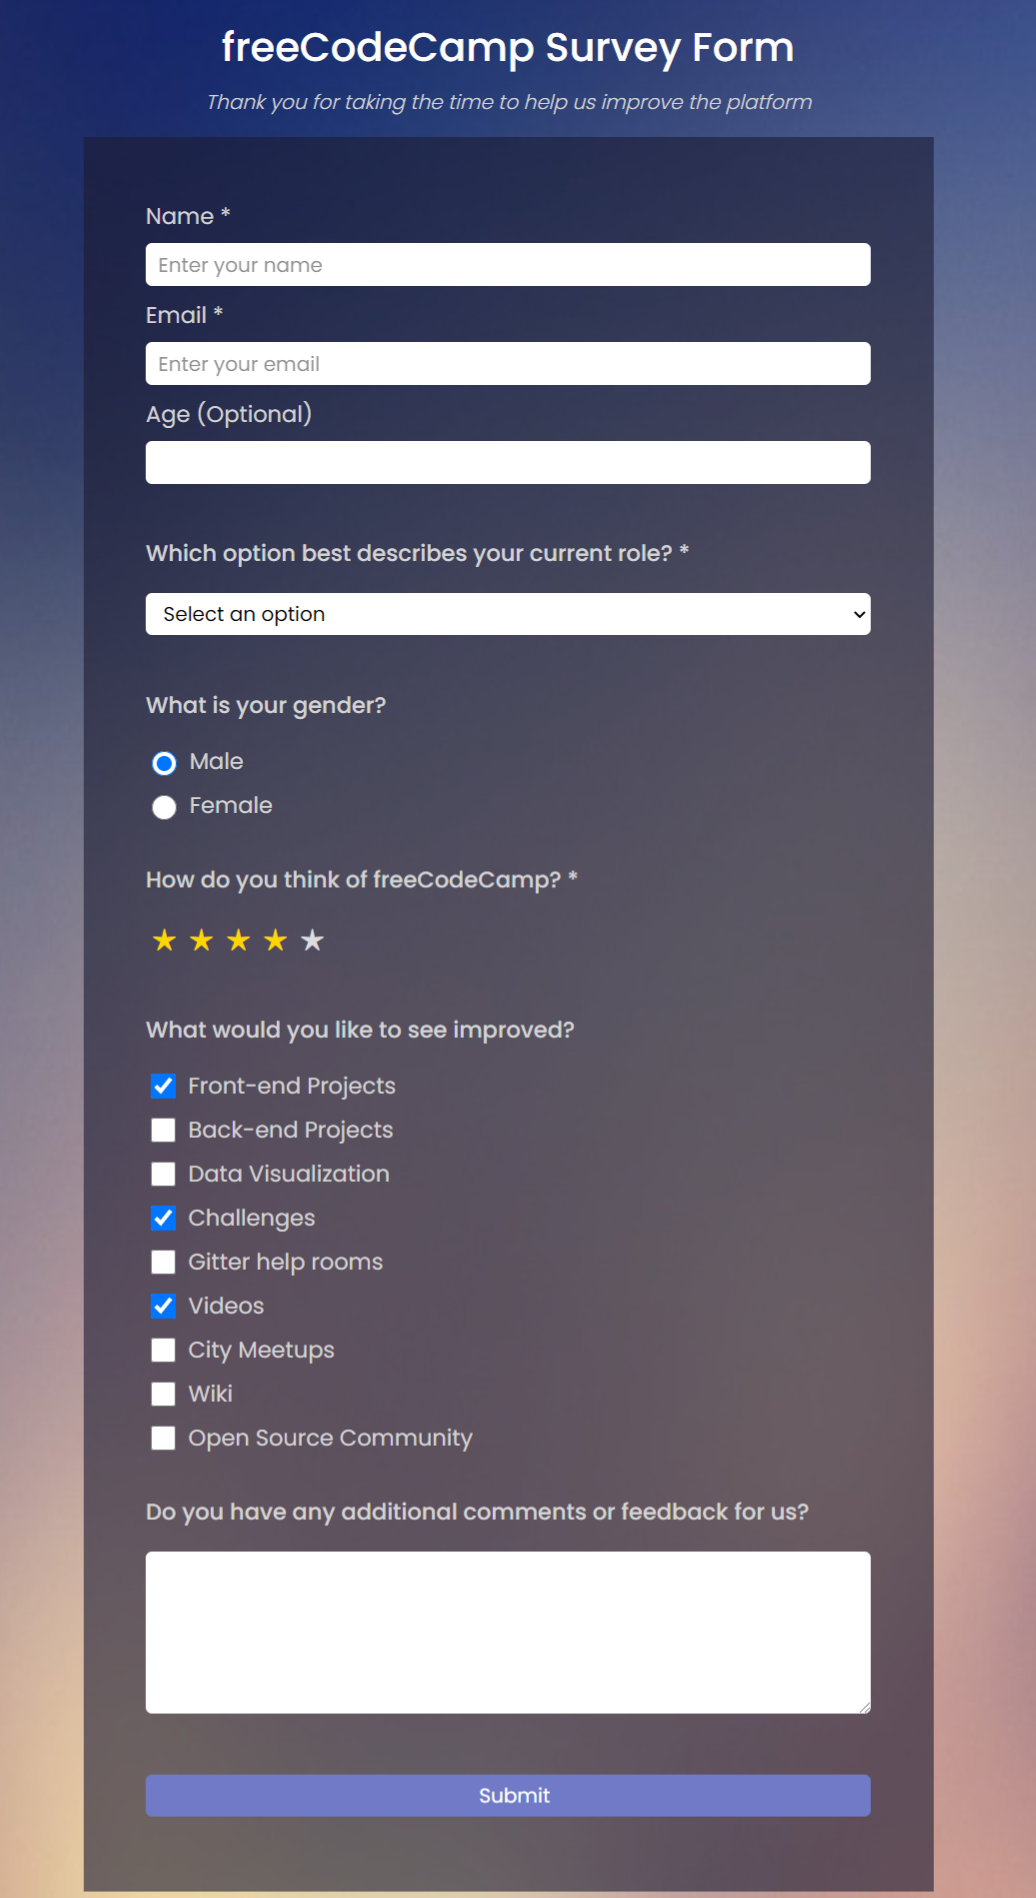 freeCodeCamp Survey Form
Thank you for taking the time to help us improve the platform
Name *
Enter your name
Email *
Enter your email
Age (Optional)
Which option best describes your current role? *
Select an option
What is your gender?
Male
Female
How do you think of freeCodeCamp? *
★ ★ ★ ★ ★
What would you like to see improved?
Front-end Projects
Back-end Projects
Data Visualization
Challenges
Gitter help rooms
Videos
City Meetups
Wiki
Open Source Community
Do you have any additional comments or feedback for us?
Submit